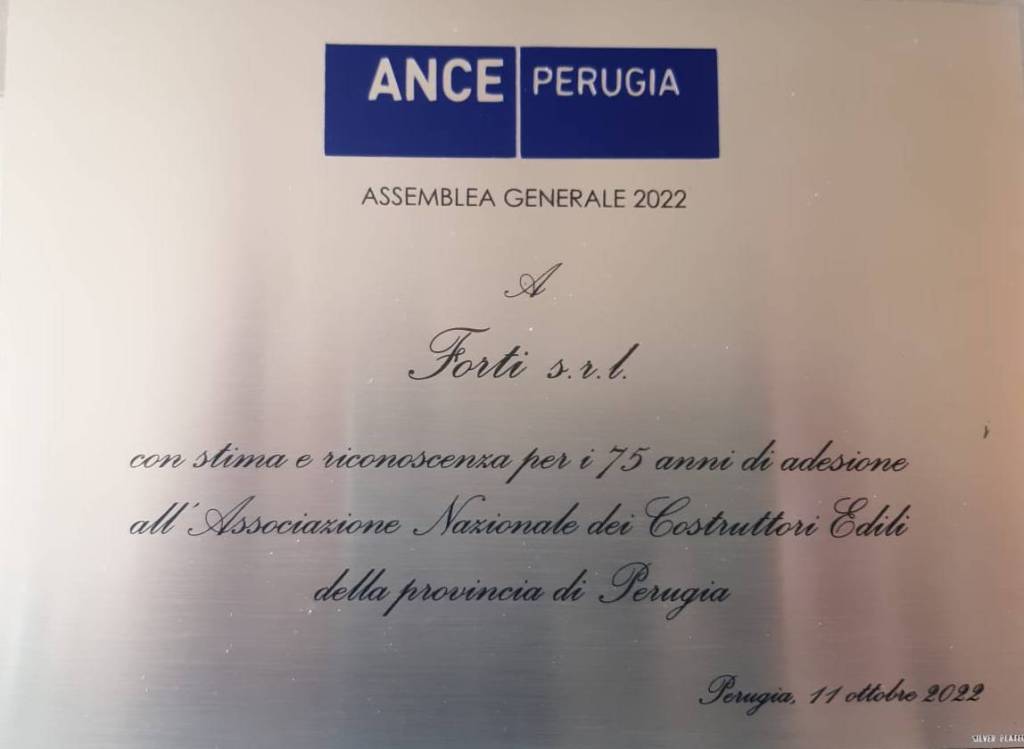 ANCE PERUGIA
ASSEMBLEA GENERALE 2022
A
Forti s.r.l.
con stima e riconoscenza per i 75 anni di adesione
all'Associazione Nazionale dei Costruttori Edili
della provincia di Perugia
Perugia, 11 ottobre 2022
SILVER